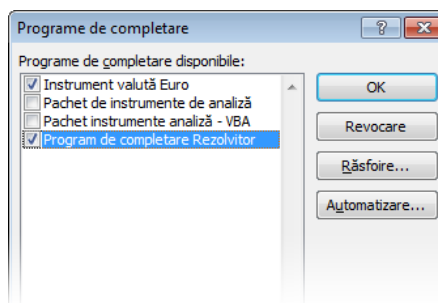 Programe de completare
Programe de completare disponibile:
Instrument valută Euro
Pachet de instrumente de analiză
Pachet instrumente analiză - VBA
Program de completare Rezolvitor
OK
Revocare
Răsfoire...
Automatizare...